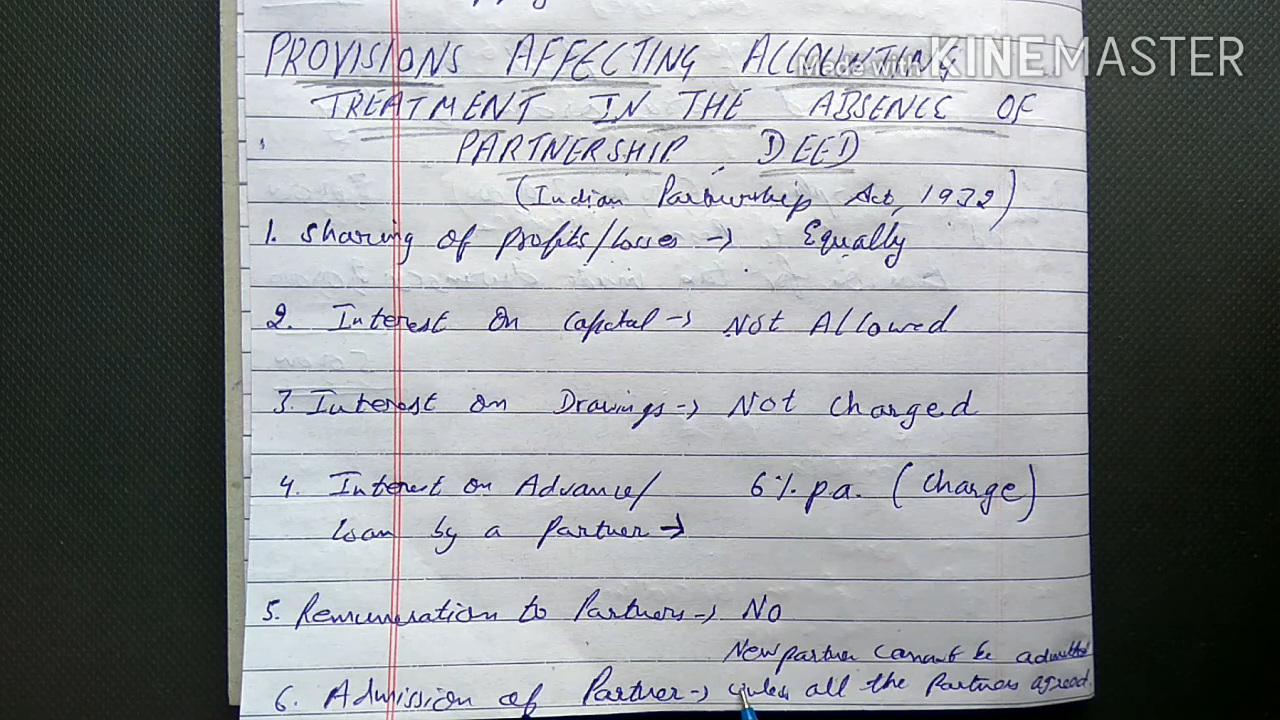 PROVISIONS AFFECTING ACCOUNTING
Made with KINEMASTER
TREATMENT IN THE ABSENCE OF
PARTNERSHIP DEED
(Indian Partnership Act, 1932)
1. Sharing of Profits/Losses → Equally
2. Interest on Capital → Not Allowed
3. Interest on Drawings → Not Charged
4. Interest on Advance/ 6% p.a. (Charge)
Loan by a Partner →
5. Remuneration to Partners → No
New partner cannot be admitted
6. Admission of Partner → unless all the Partners agreed.